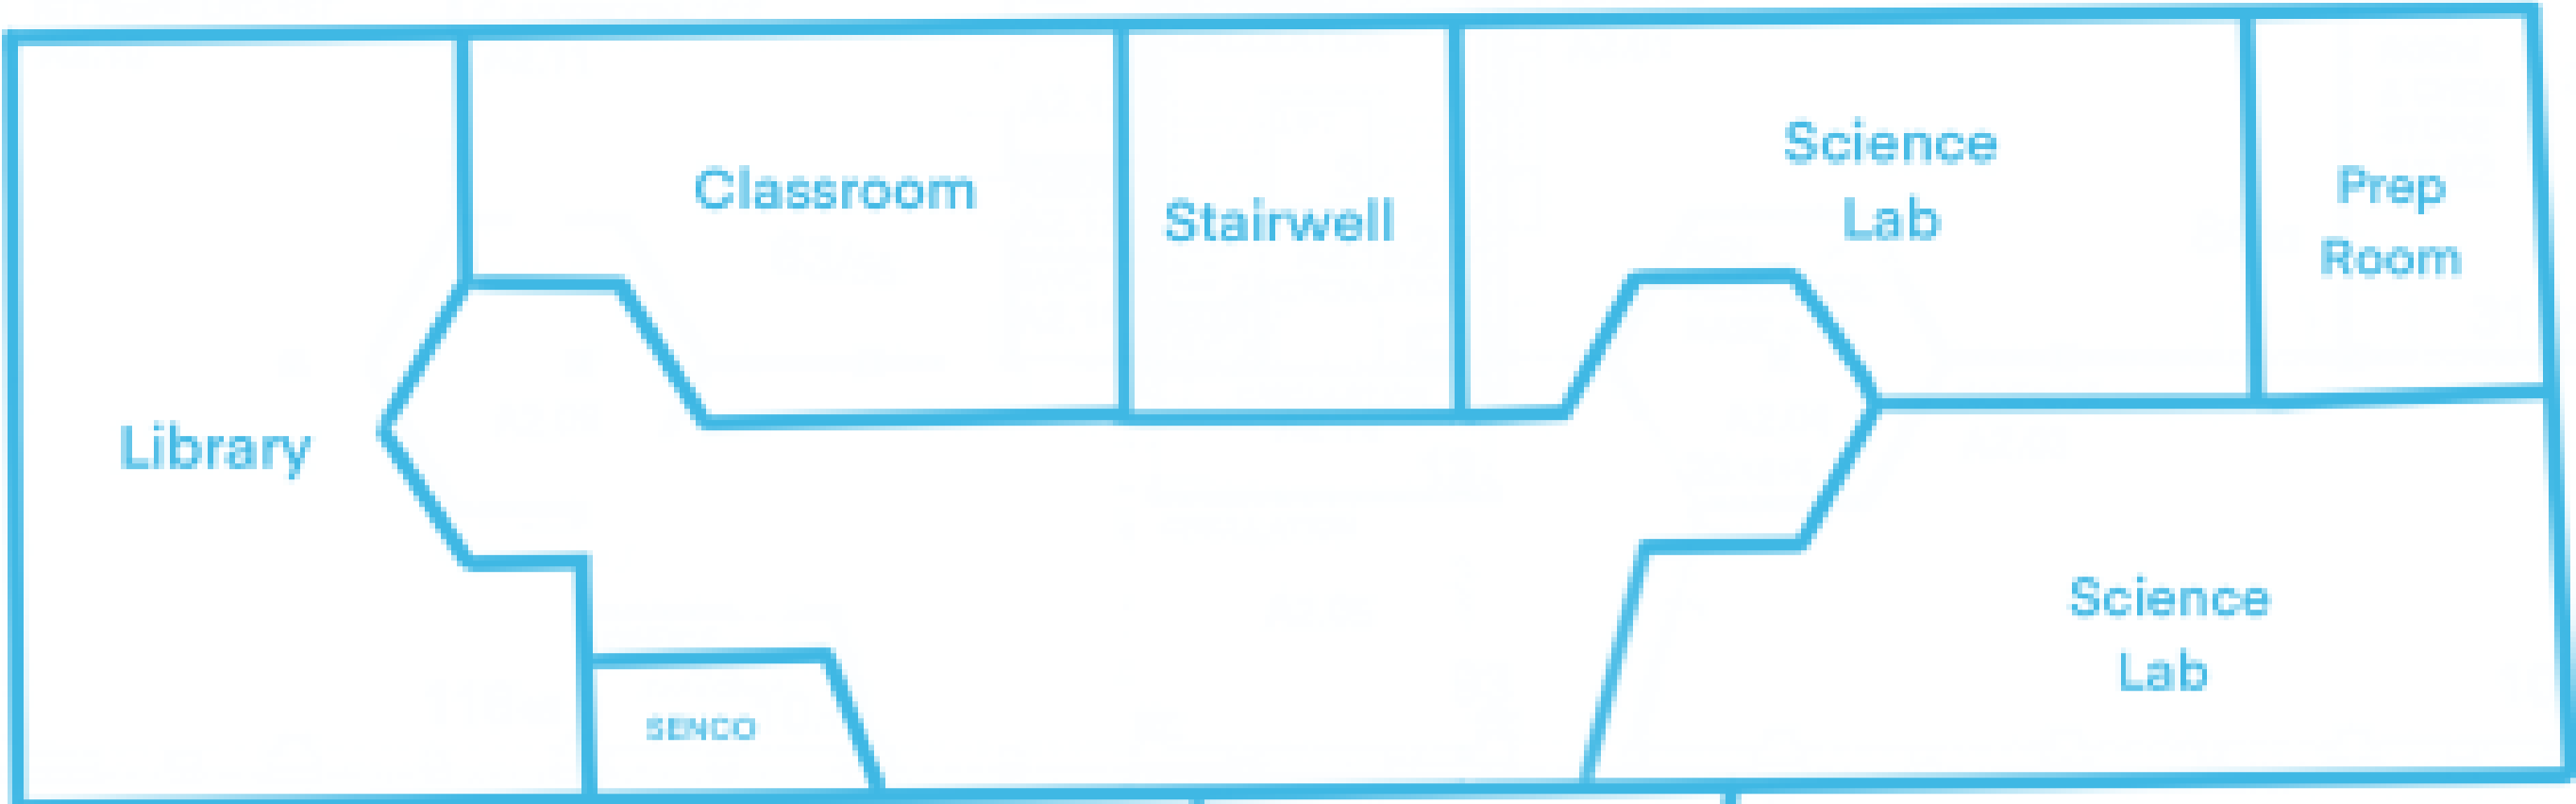 Classroom
Stairwell
Science
Lab
Prep
Room
Library
Science
Lab
SENCO